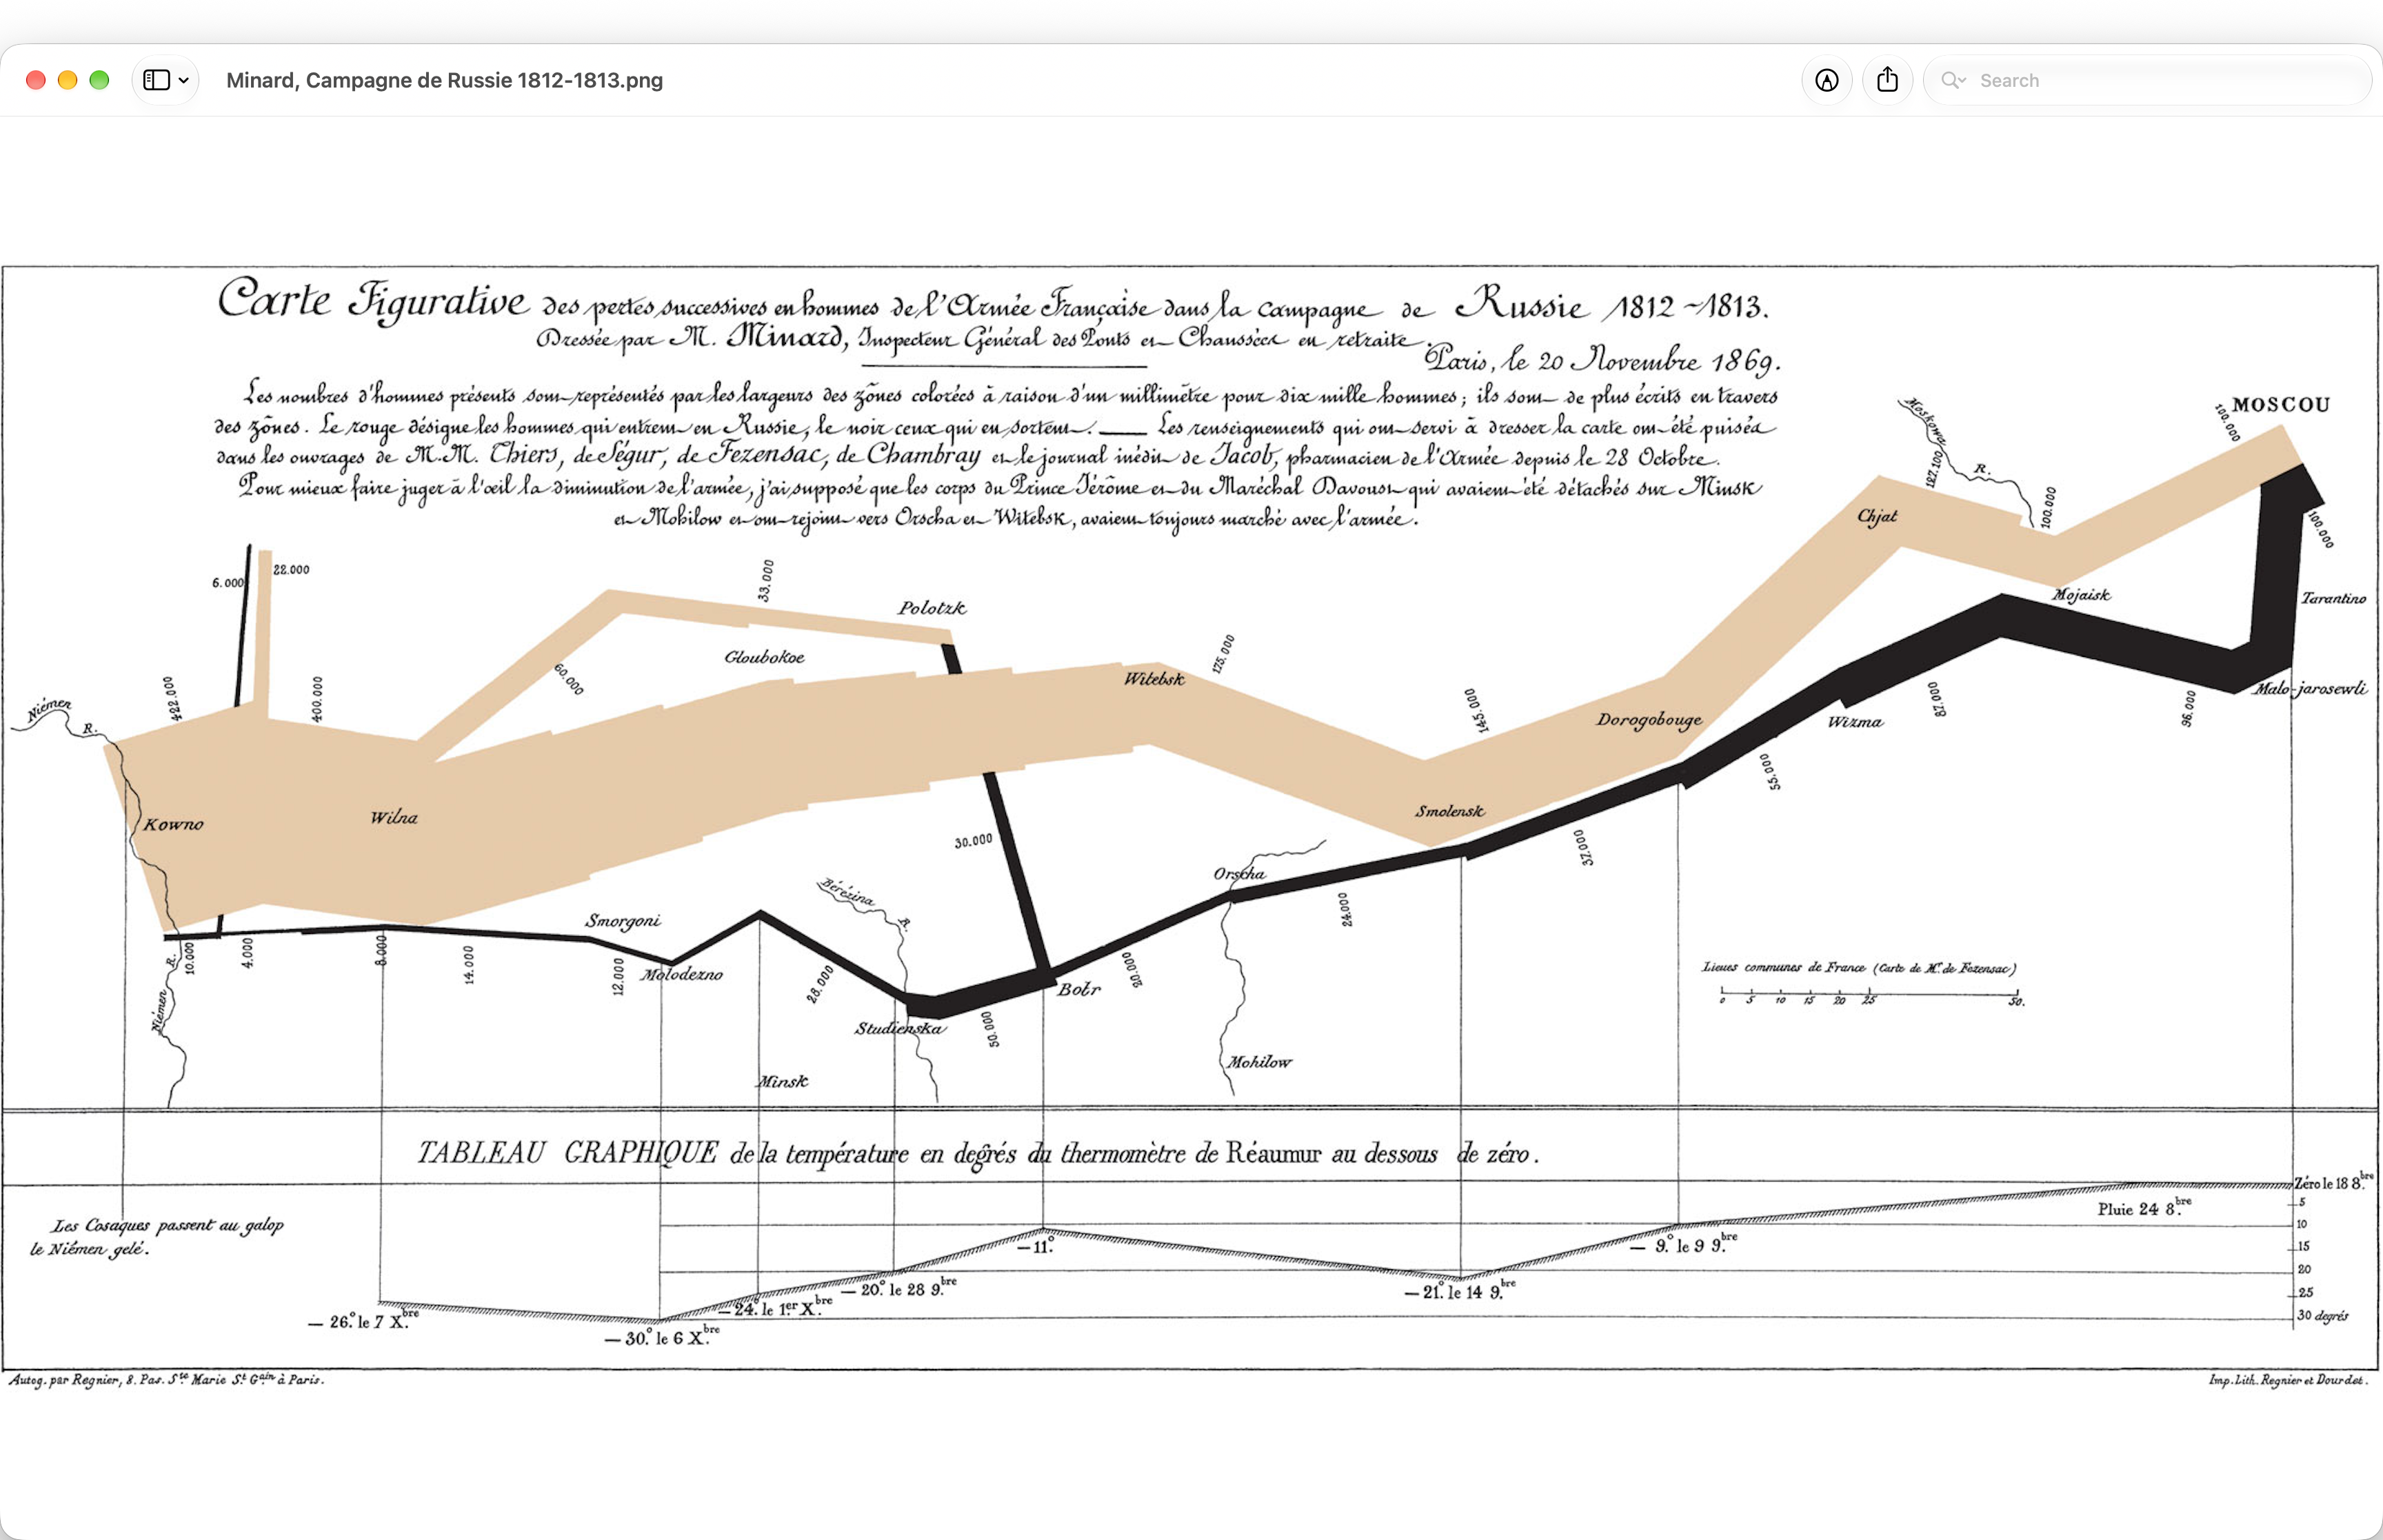 Minard, Campagne de Russie 1812-1813.png
Search
Carte Figurative des pertes successives en hommes de l'Armée Française dans la campagne de Russie 1812~1813.
Dressée par M. Minard, Inspecteur Général des Ponts et Chaussées en retraite.
Paris, le 20 Novembre 1869.
Les nombres d'hommes présents sont représentés par les largeurs des zônes colorées à raison d'un millimètre pour dix mille hommes; ils sont de plus écrits en travers
des zônes. Le rouge désigne les hommes qui entrent en Russie, le noir ceux qui en sortent. — Les renseignements qui ont servi à dresser la carte ont été puisés
dans les ouvrages de M.M. Thiers, de Ségur, de Fezensac, de Chambray et le journal inédit de Jacob, pharmacien de l'Armée depuis le 28 Octobre.
Pour mieux faire juger à l'œil la diminution de l'armée, j'ai supposé que les corps du Prince Jérôme et du Maréchal Davoust qui avaient été détachés sur Minsk
et Mohilow et ont rejoint vers Orscha et Witebsk, avaient toujours marché avec l'armée.
MOSCOU
100.000
Moskowa
R.
127.100
100.000
100.000
Chjat
Mojaisk
Tarantino
Malo-jarosewli
6.000
22.000
33.000
Polotzk
Gloubokoe
60.000
422.000
400.000
175.000
Witebsk
145.000
Dorogobouge
Wizma
87.000
96.000
55.000
Niémen
R.
Kowno
Wilna
Smolensk
37.000
30.000
Orscha
24.000
Bérézina
R.
Smorgoni
10.000
4.000
8.000
14.000
12.000
Molodezno
28.000
Studienska
50.000
Bobr
20.000
Niémen R.
Minsk
Mohilow
Lieues communes de France (Carte de M. de Fezensac)
0 5 10 15 20 25 50.
TABLEAU GRAPHIQUE de la température en degrés du thermomètre de Réaumur au dessous de zéro.
Les Cosaques passent au galop
le Niémen gelé.
Zéro le 18 8.bre
5
10
15
20
25
30 degrés
Pluie 24 8.bre
— 9.° le 9 9.bre
— 21.° le 14 9.bre
— 11.°
— 20.° le 28 9.bre
— 24.° le 1er X.bre
— 30.° le 6 X.bre
— 26.° le 7 X.bre
Autog. par Regnier, 8. Pas. Ste Marie St Gain à Paris.
Imp. Lith. Regnier et Dourdet.